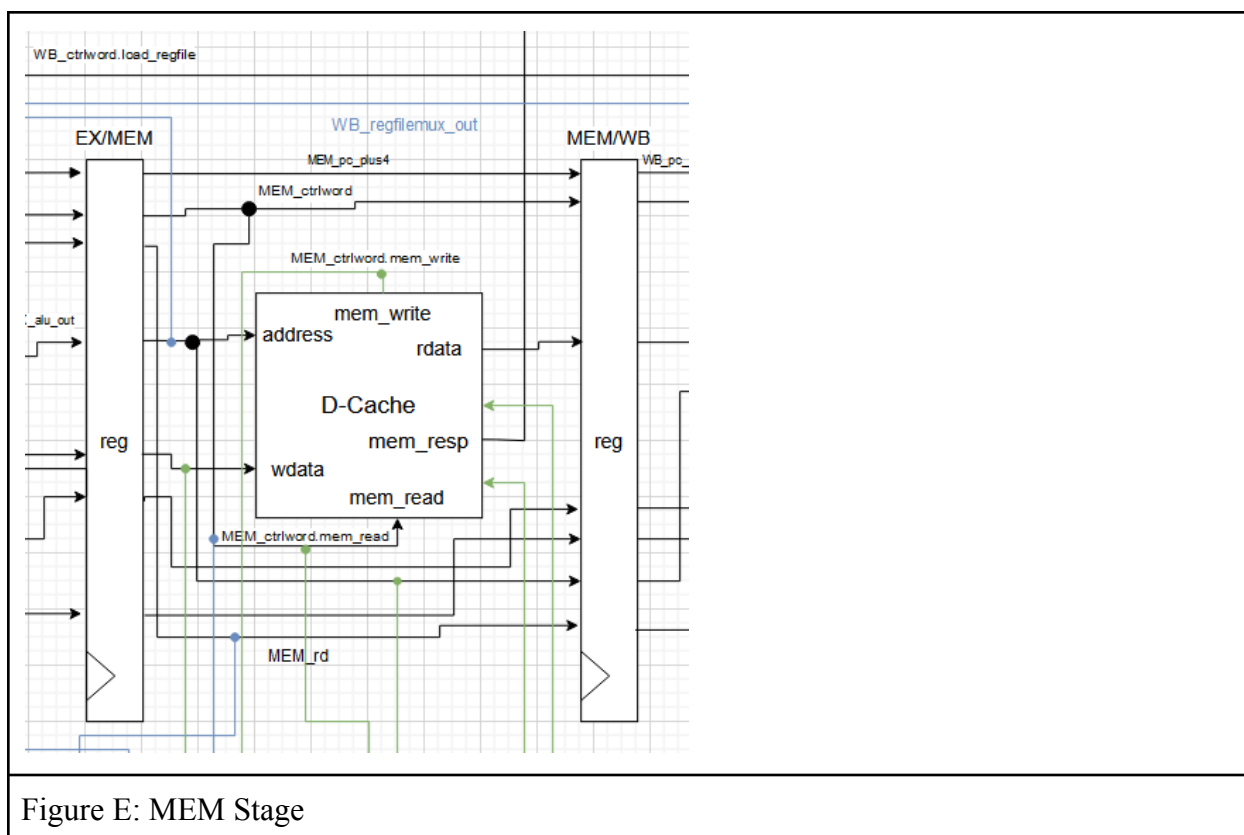 WB_ctrlword.load_regfile
WB_regfilemux_out
EX/MEM
MEM/WB
MEM_pc_plus4
WB_pc_
MEM_ctrlword
MEM_ctrlword.mem_write
mem_write
_alu_out
address
rdata
D-Cache
reg
mem_resp
reg
wdata
mem_read
MEM_ctrlword.mem_read
MEM_rd
Figure E: MEM Stage